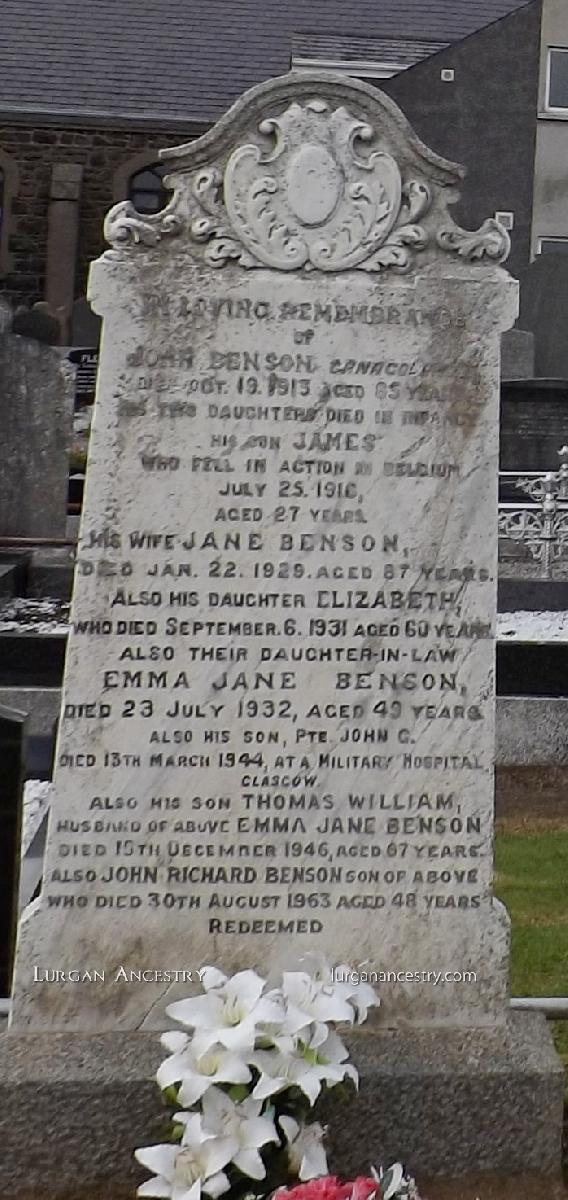 IN LOVING REMEMBRANCE
OF
JOHN BENSON
DIED OCT. 19. 1913 AGED 85 YEARS
HIS TWO DAUGHTERS DIED IN INFANCY
HIS SON JAMES
WHO FELL IN ACTION IN BELGIUM
JULY 25. 1916,
AGED 27 YEARS.
HIS WIFE JANE BENSON,
DIED JAN. 22. 1929. AGED 87 YEARS.
ALSO HIS DAUGHTER ELIZABETH,
WHO DIED SEPTEMBER. 6. 1931 AGED 60 YEARS.
ALSO THEIR DAUGHTER-IN-LAW
EMMA JANE BENSON,
DIED 23 JULY 1932, AGED 49 YEARS.
ALSO HIS SON, PTE. JOHN G.
DIED 13TH MARCH 1944, AT A MILITARY HOSPITAL
GLASGOW.
ALSO HIS SON THOMAS WILLIAM,
HUSBAND OF ABOVE EMMA JANE BENSON
DIED 15TH DECEMBER 1946, AGED 67 YEARS.
ALSO JOHN RICHARD BENSON SON OF ABOVE
WHO DIED 30TH AUGUST 1963 AGED 48 YEARS
REDEEMED
LURGAN ANCESTRY lurganancestry.com